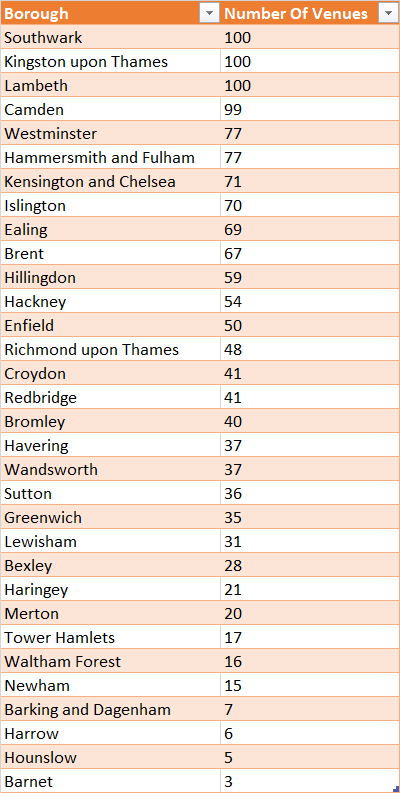 Borough Number Of Venues
Southwark 100
Kingston upon Thames 100
Lambeth 100
Camden 99
Westminster 77
Hammersmith and Fulham 77
Kensington and Chelsea 71
Islington 70
Ealing 69
Brent 67
Hillingdon 59
Hackney 54
Enfield 50
Richmond upon Thames 48
Croydon 41
Redbridge 41
Bromley 40
Havering 37
Wandsworth 37
Sutton 36
Greenwich 35
Lewisham 31
Bexley 28
Haringey 21
Merton 20
Tower Hamlets 17
Waltham Forest 16
Newham 15
Barking and Dagenham 7
Harrow 6
Hounslow 5
Barnet 3